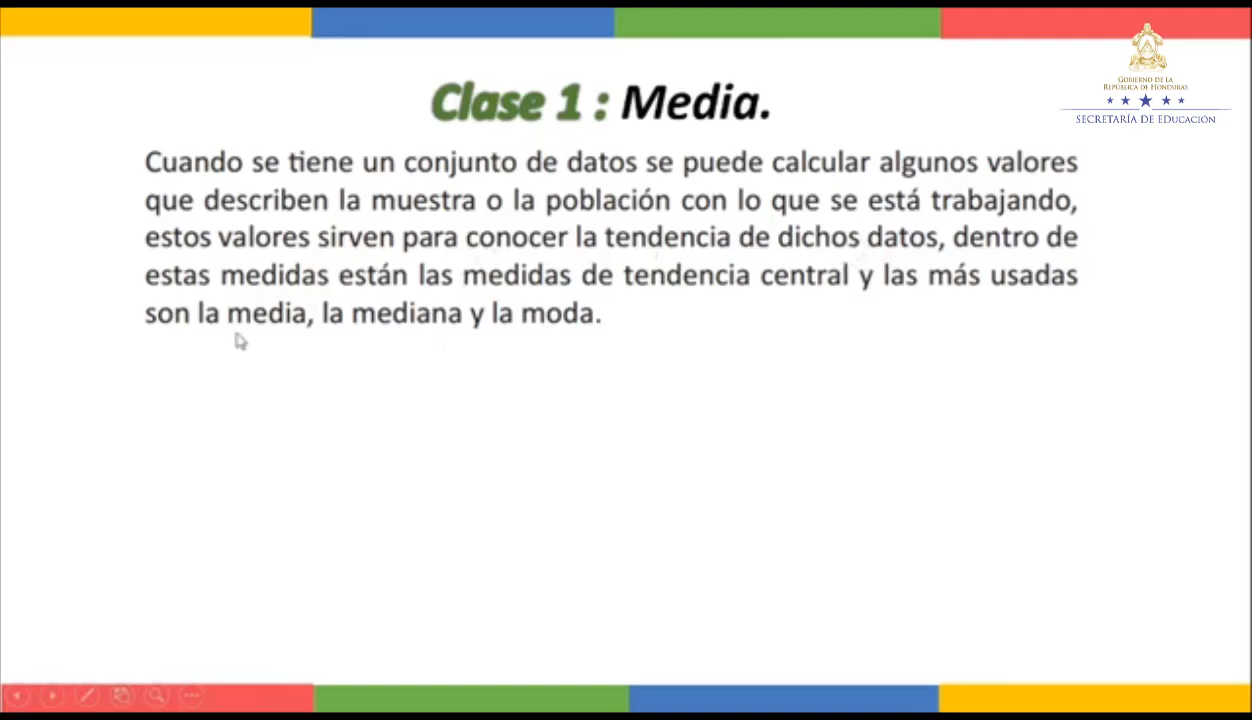 Clase 1 : Media.
GOBIERNO DE LA
REPÚBLICA DE HONDURAS
SECRETARÍA DE EDUCACIÓN
Cuando se tiene un conjunto de datos se puede calcular algunos valores
que describen la muestra o la población con lo que se está trabajando,
estos valores sirven para conocer la tendencia de dichos datos, dentro de
estas medidas están las medidas de tendencia central y las más usadas
son la media, la mediana y la moda.